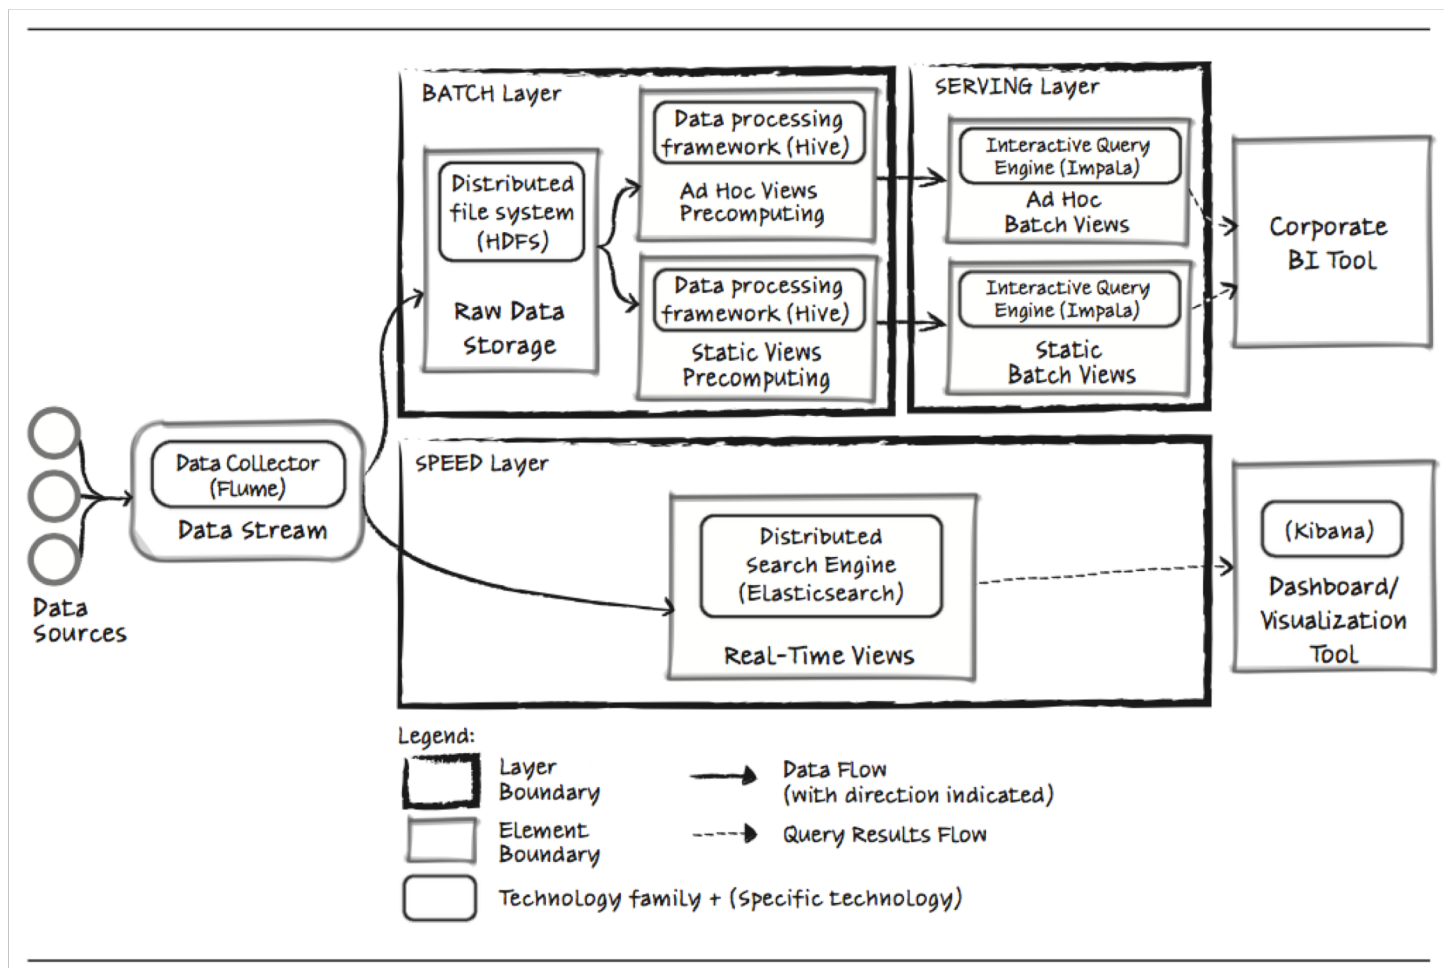 BATCH Layer
Distributed
file system
(HDFS)
Raw Data
Storage
Data processing
framework (Hive)
Ad Hoc Views
Precomputing
Data processing
framework (Hive)
Static Views
Precomputing
SERVING Layer
Interactive Query
Engine (Impala)
Ad Hoc
Batch Views
Interactive Query
Engine (Impala)
Static
Batch Views
Corporate
BI Tool
Data Collector
(Flume)
Data Stream
Data
Sources
SPEED Layer
Distributed
Search Engine
(Elasticsearch)
Real-Time Views
(Kibana)
Dashboard/
Visualization
Tool
Legend:
Layer
Boundary
Element
Boundary
Technology family + (Specific technology)
Data Flow
(with direction indicated)
Query Results Flow